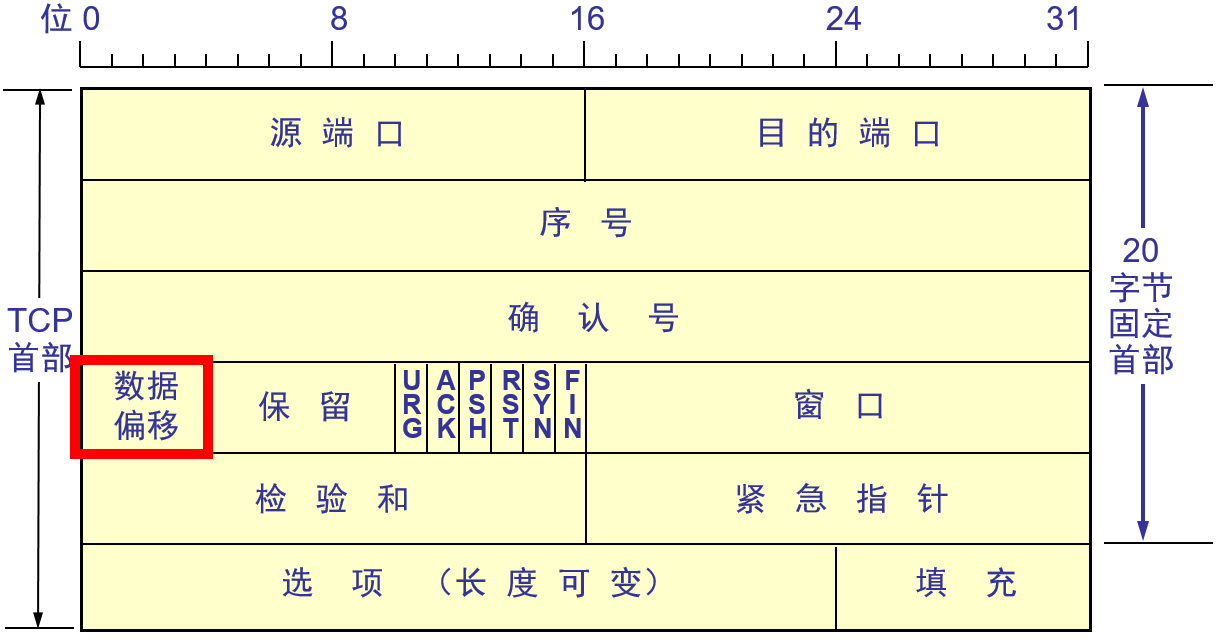 位 0 8 16 24 31
源 端 口 目 的 端 口
序 号
确 认 号
TCP
首部
20
字节
固定
首部
数据
偏移
保 留
URG
ACK
PSH
RST
SYN
FIN
窗 口
检 验 和 紧 急 指 针
选 项 (长 度 可 变) 填 充